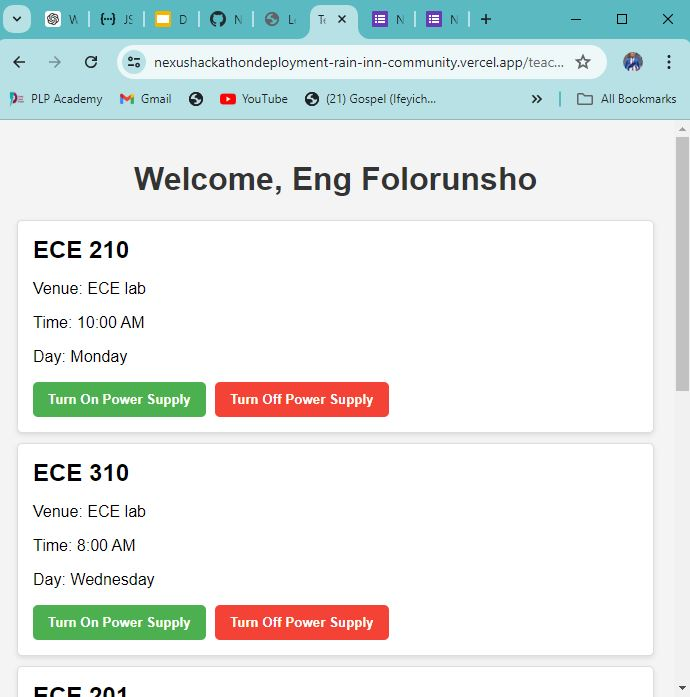 W
JS
D
N
Te
N
N
nexushackathondeployment-rain-inn-community.vercel.app/teac...
PLP Academy
Gmail
YouTube
(21) Gospel (Ifeyich...
All Bookmarks
Welcome, Eng Folorunsho
ECE 210
Venue: ECE lab
Time: 10:00 AM
Day: Monday
Turn On Power Supply Turn Off Power Supply
ECE 310
Venue: ECE lab
Time: 8:00 AM
Day: Wednesday
Turn On Power Supply Turn Off Power Supply
ECE 201